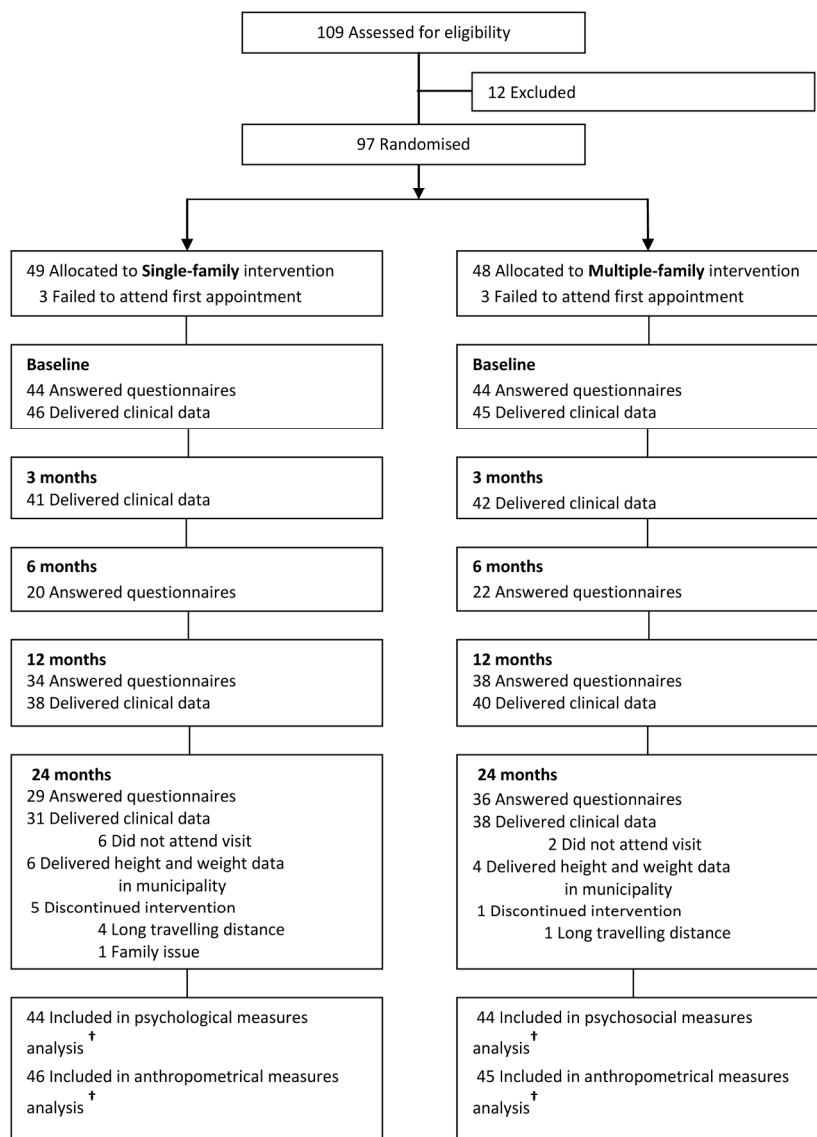 109 Assessed for eligibility
12 Excluded
97 Randomised
49 Allocated to Single-family intervention
3 Failed to attend first appointment
Baseline
44 Answered questionnaires
46 Delivered clinical data
3 months
41 Delivered clinical data
6 months
20 Answered questionnaires
12 months
34 Answered questionnaires
38 Delivered clinical data
24 months
29 Answered questionnaires
31 Delivered clinical data
6 Did not attend visit
6 Delivered height and weight data
in municipality
5 Discontinued intervention
4 Long travelling distance
1 Family issue
44 Included in psychological measures
analysis†
46 Included in anthropometrical measures
analysis†
48 Allocated to Multiple-family intervention
3 Failed to attend first appointment
Baseline
44 Answered questionnaires
45 Delivered clinical data
3 months
42 Delivered clinical data
6 months
22 Answered questionnaires
12 months
38 Answered questionnaires
40 Delivered clinical data
24 months
36 Answered questionnaires
38 Delivered clinical data
2 Did not attend visit
4 Delivered height and weight data
in municipality
1 Discontinued intervention
1 Long travelling distance
44 Included in psychosocial measures
analysis†
45 Included in anthropometrical measures
analysis†